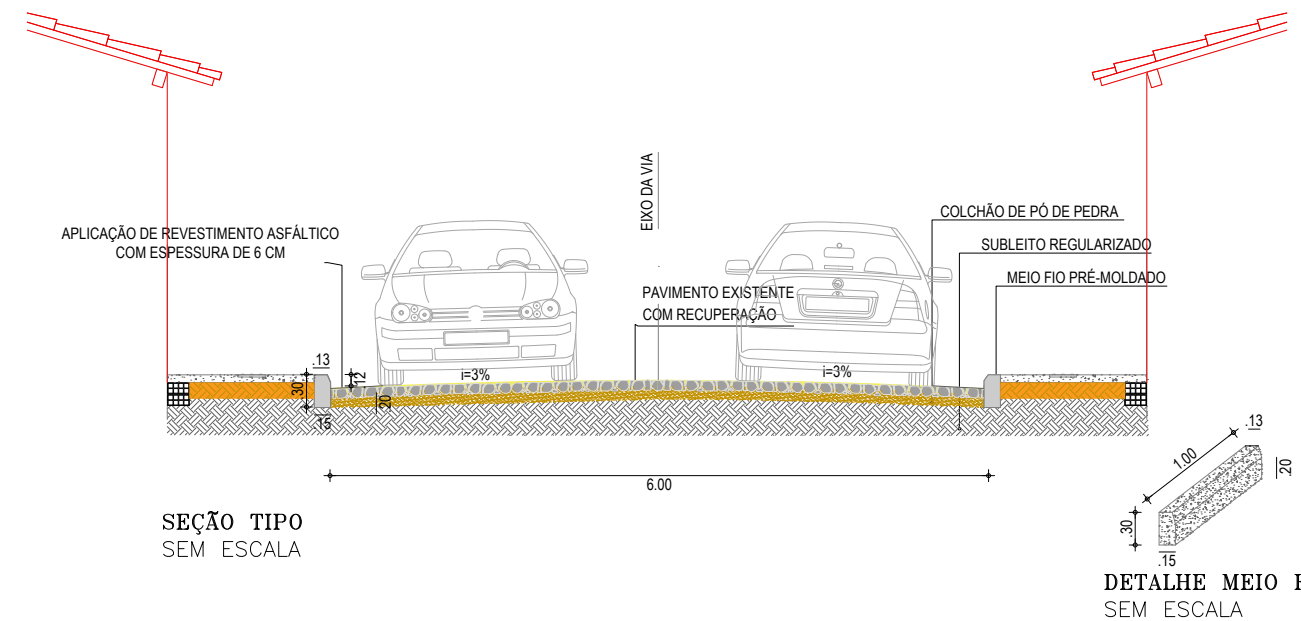 EIXO DA VIA
APLICAÇÃO DE REVESTIMENTO ASFÁLTICO
COM ESPESSURA DE 6 CM
COLCHÃO DE PÓ DE PEDRA
SUBLEITO REGULARIZADO
MEIO FIO PRÉ-MOLDADO
PAVIMENTO EXISTENTE
COM RECUPERAÇÃO
.13
12
.30
.15
20
i=3%
i=3%
6.00
SEÇÃO TIPO
SEM ESCALA
.13
1.00
.20
.30
.15
DETALHE MEIO
SEM ESCALA